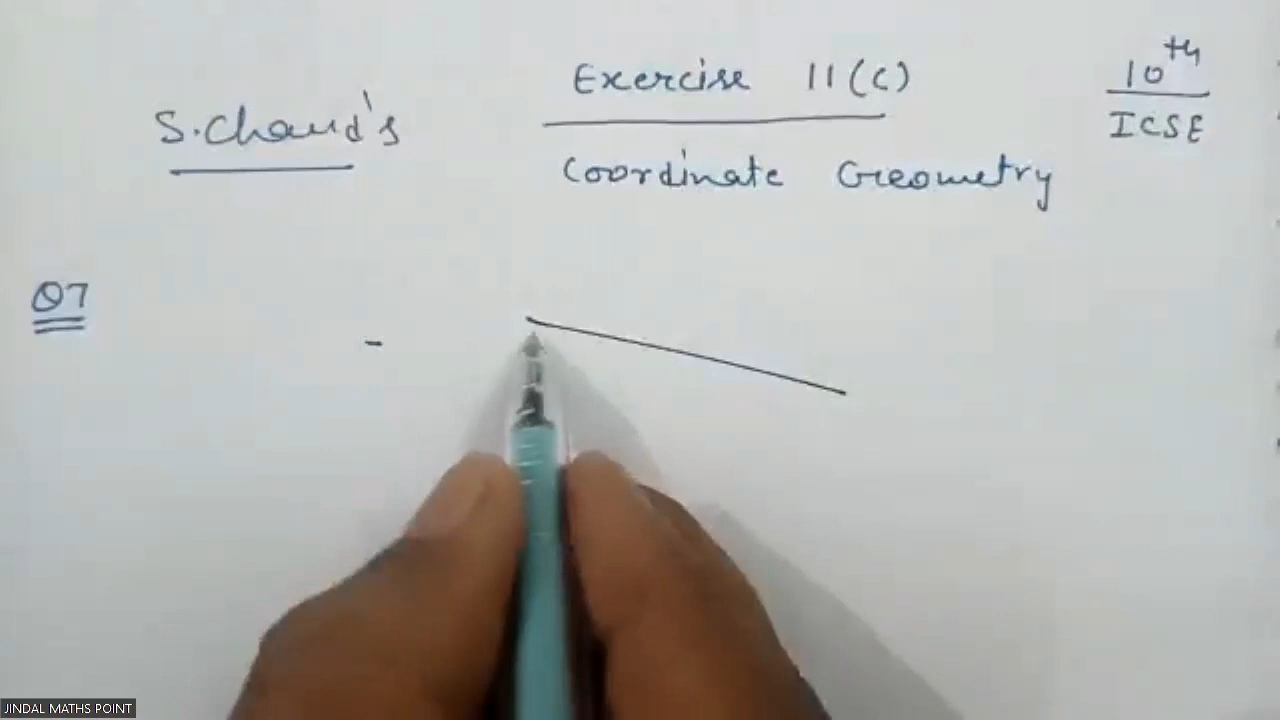 Exercise 11(C)
10th
ICSE
S.Chand's
Coordinate Geometry
Q7
JINDAL MATHS POINT